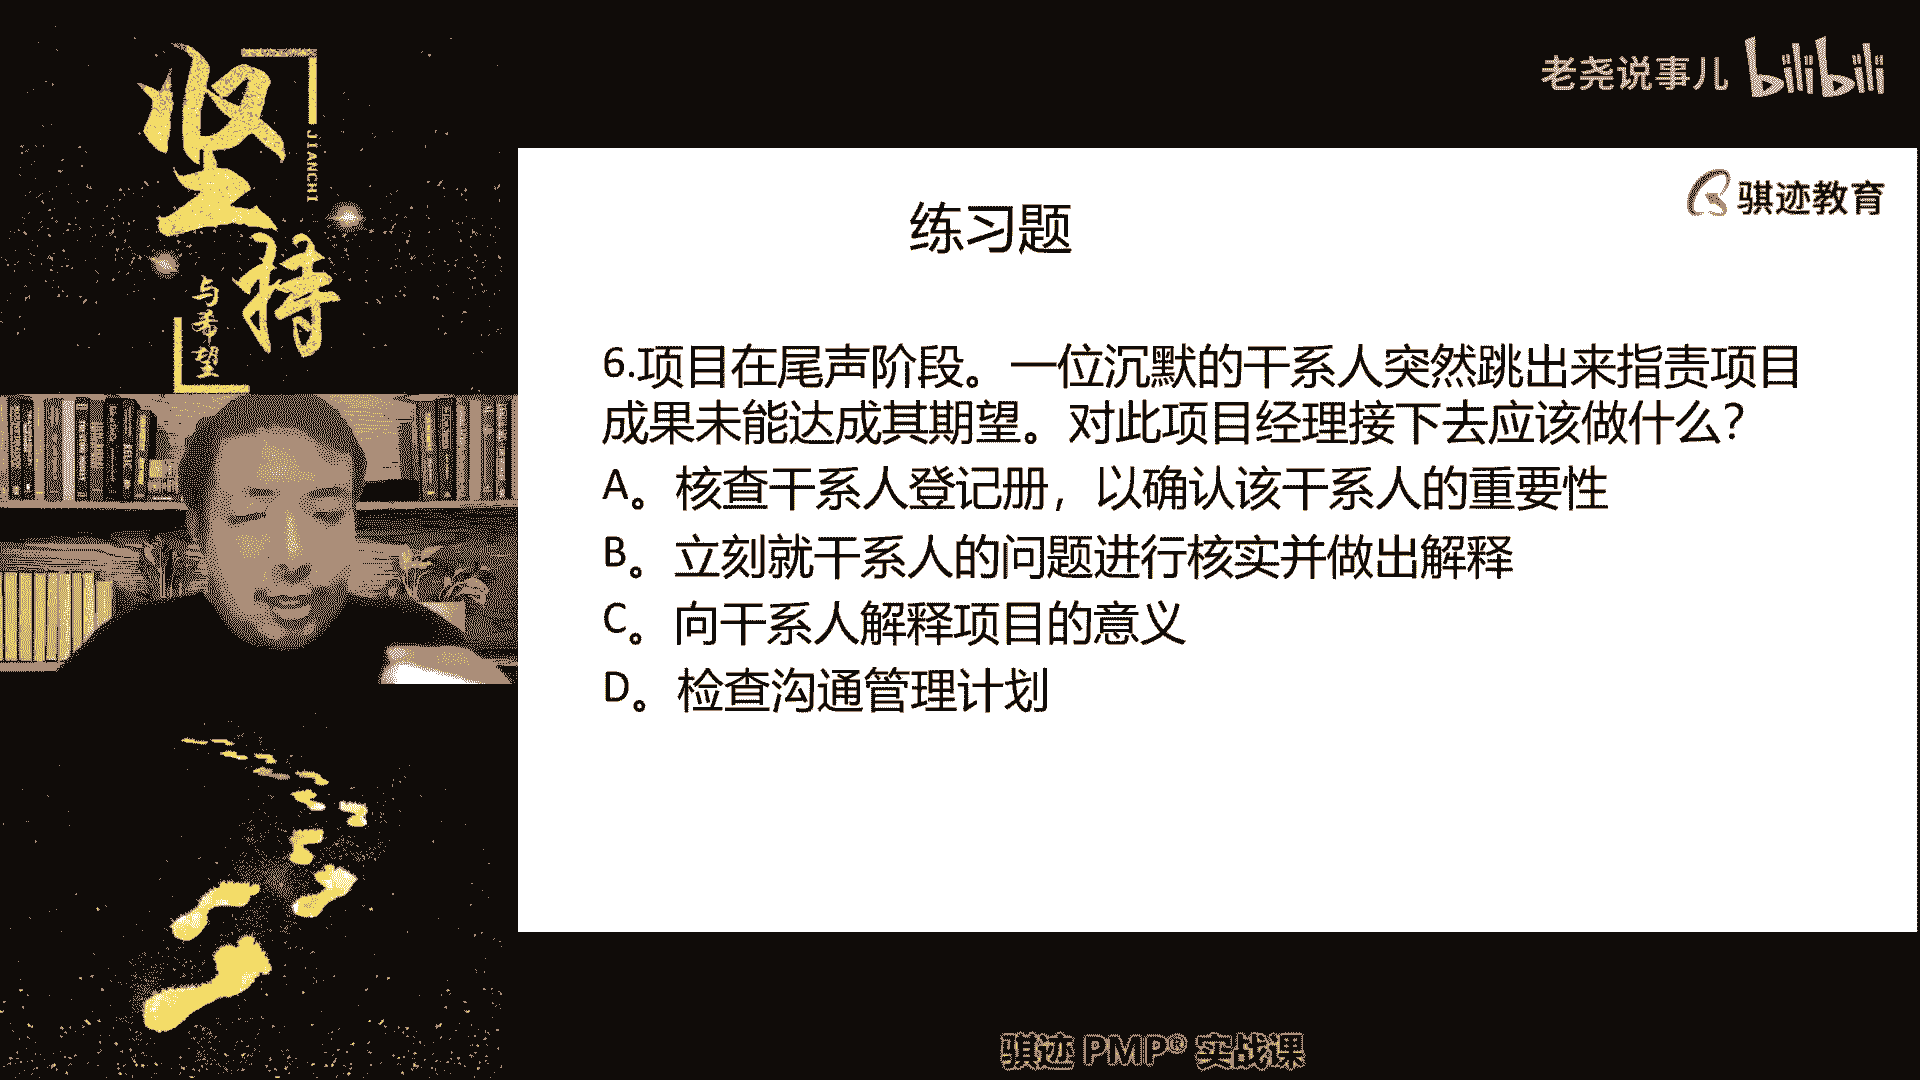 坚持
JIANCHI
与希望
老尧说事儿 bilibili
骐迹教育
练习题
6.项目在尾声阶段。一位沉默的干系人突然跳出来指责项目
成果未能达成其期望。对此项目经理接下去应该做什么？
A。核查干系人登记册，以确认该干系人的重要性
B。立刻就干系人的问题进行核实并做出解释
C。向干系人解释项目的意义
D。检查沟通管理计划
骐迹 PMP® 实战课